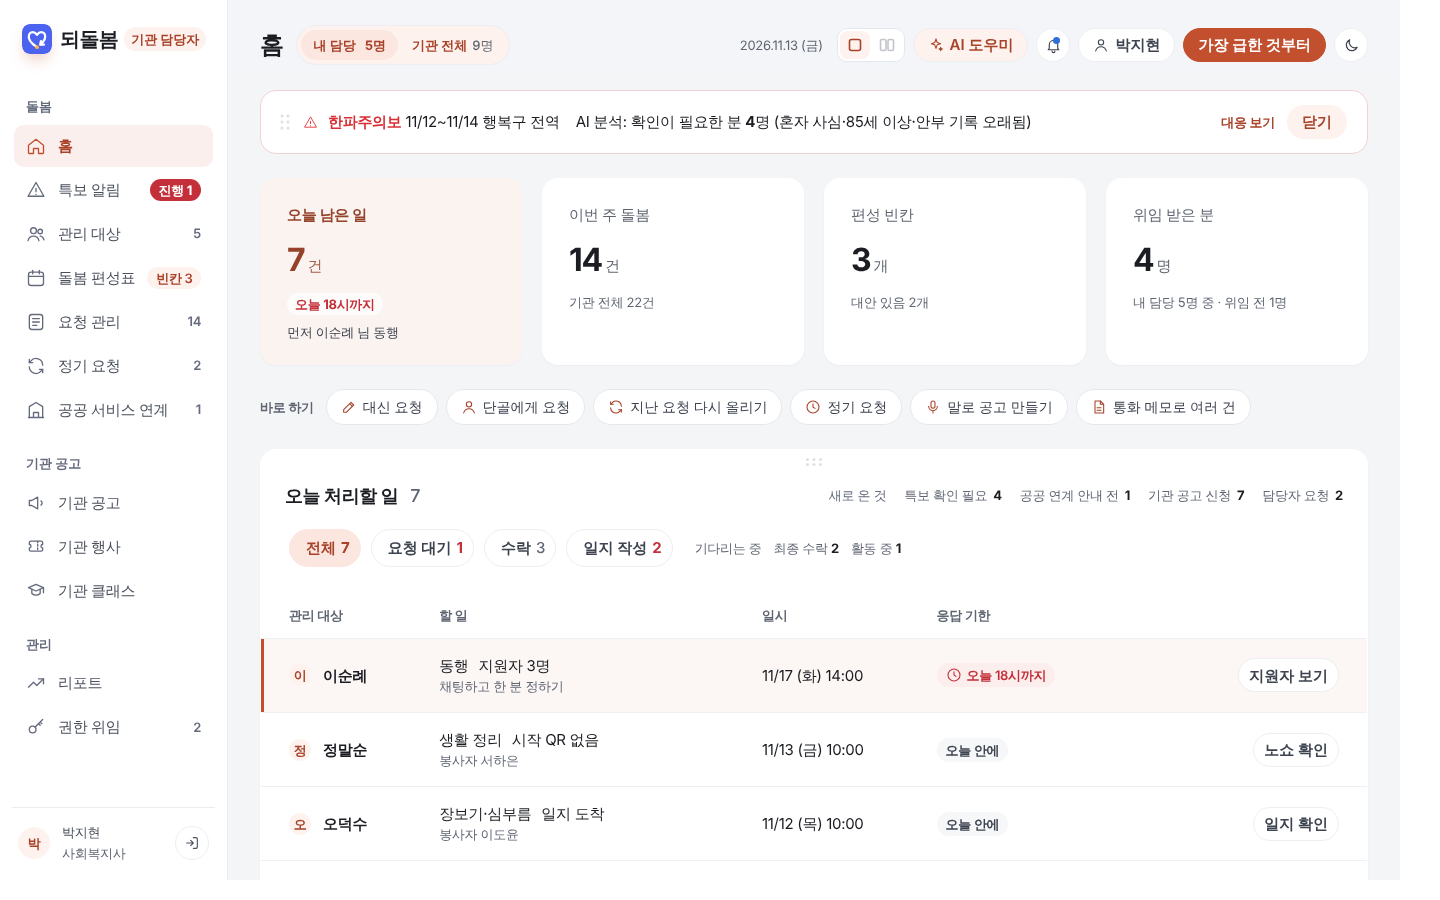 되돌봄 기관 담당자
돌봄
홈
특보 알림 진행 1
관리 대상 5
돌봄 편성표 빈칸 3
요청 관리 14
정기 요청 2
공공 서비스 연계 1
기관 공고
기관 공고
기관 행사
기관 클래스
관리
리포트
권한 위임 2
박 박지현
사회복지사
홈 내 담당 5명 기관 전체 9명 2026.11.13 (금) AI 도우미 박지현 가장 급한 것부터
한파주의보 11/12~11/14 행복구 전역 AI 분석: 확인이 필요한 분 4명 (혼자 사심·85세 이상·안부 기록 오래됨) 대응 보기 닫기
오늘 남은 일
7건
오늘 18시까지
먼저 이순례 님 동행
이번 주 돌봄
14건
기관 전체 22건
편성 빈칸
3개
대안 있음 2개
위임 받은 분
4명
내 담당 5명 중 · 위임 전 1명
바로 하기 대신 요청 단골에게 요청 지난 요청 다시 올리기 정기 요청 말로 공고 만들기 통화 메모로 여러 건
오늘 처리할 일 7 새로 온 것 특보 확인 필요 4 공공 연계 안내 전 1 기관 공고 신청 7 담당자 요청 2
전체 7 요청 대기 1 수락 3 일지 작성 2 기다리는 중 최종 수락 2 활동 중 1
관리 대상 할 일 일시 응답 기한
이 이순례 동행 지원자 3명 11/17 (화) 14:00 오늘 18시까지 지원자 보기
채팅하고 한 분 정하기
정 정말순 생활 정리 시작 QR 없음 11/13 (금) 10:00 오늘 안에 노쇼 확인
봉사자 서하은
오 오덕수 장보기·심부름 일지 도착 11/12 (목) 10:00 오늘 안에 일지 확인
봉사자 이도윤